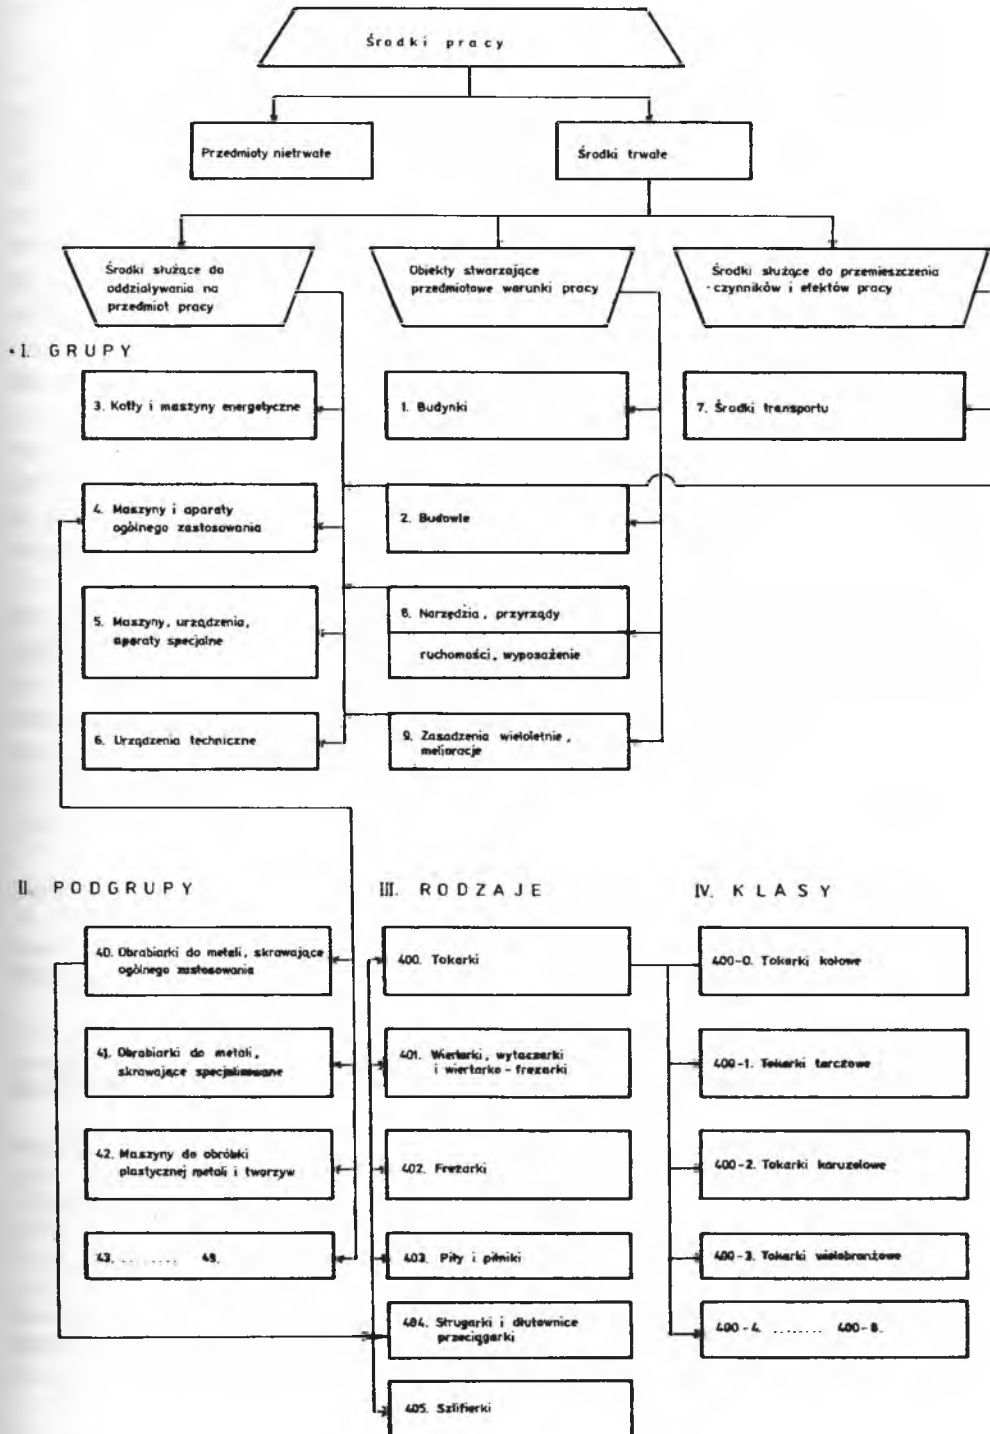 Środki pracy
Przedmioty nietrwałe
Środki trwałe
Środki służące do
oddziaływania na
przedmiot pracy
Obiekty stwarzające
przedmiotowe warunki pracy
Środki służące do przemieszczenia
czynników i efektów pracy
I. GRUPY
3. Kotły i maszyny energetyczne
1. Budynki
7. Środki transportu
4. Maszyny i aparaty
ogólnego zastosowania
2. Budowle
5. Maszyny, urządzenia,
aparaty specjalne
8. Narzędzia, przyrządy
ruchomości, wyposażenie
6. Urządzenia techniczne
9. Zasadzenia wieloletnie,
melioracje
II. PODGRUPY
III. RODZAJE
IV. KLASY
40. Obrabiarki do metali, skrawające
ogólnego zastosowania
400. Tokarki
400-0. Tokarki kołowe
41. Obrabiarki do metali,
skrawające specjalizowane
401. Wiertarki, wytaczarki
i wiertarko-frezarki
400-1. Tokarki tarczowe
42. Maszyny do obróbki
plastycznej metali i tworzyw
402. Frezarki
400-2. Tokarki karuzelowe
43. ......... 49.
403. Piły i pilniki
400-3. Tokarki wielobranżowe
404. Strugarki i dłutownice
przeciągarki
400-4. ........ 400-8.
405. Szlifierki